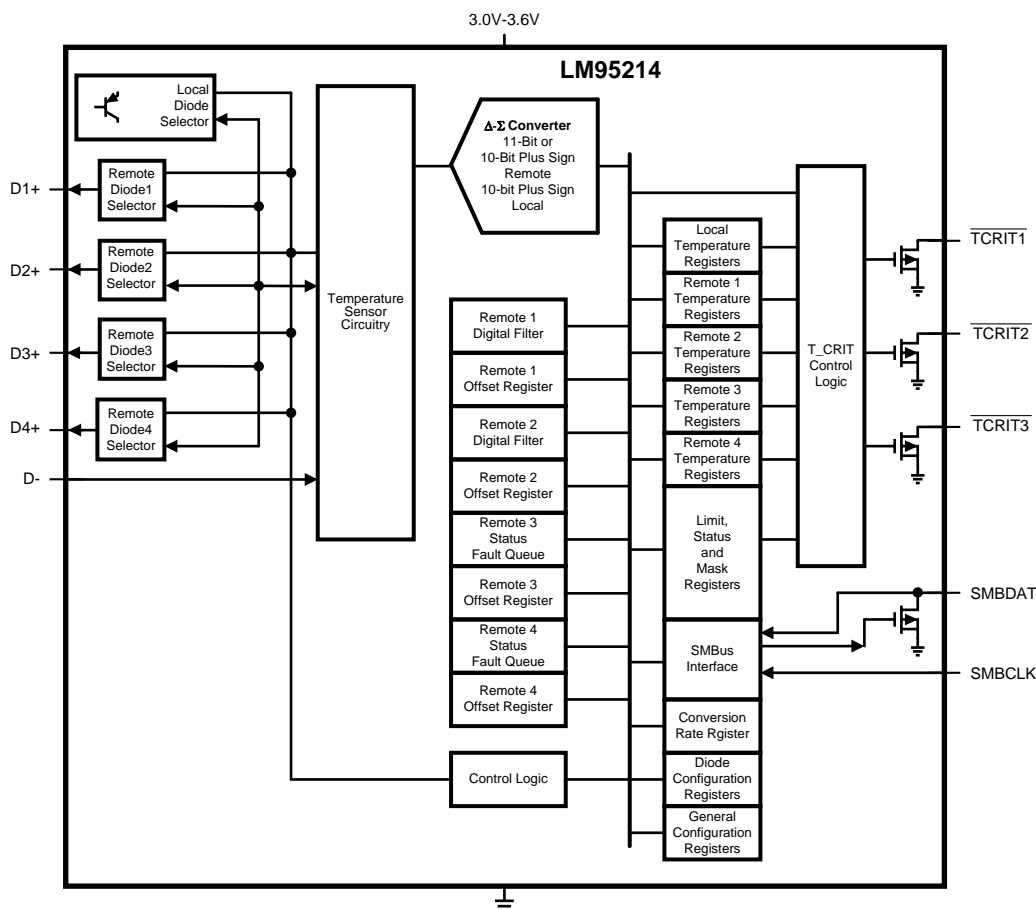 3.0V-3.6V
LM95214
Local
Diode
Selector
D1+
Remote
Diode1
Selector
D2+
Remote
Diode2
Selector
D3+
Remote
Diode3
Selector
D4+
Remote
Diode4
Selector
D-
Temperature
Sensor
Circuitry
Δ-Σ Converter
11-Bit or
10-Bit Plus Sign
Remote
10-bit Plus Sign
Local
Remote 1
Digital Filter
Remote 1
Offset Register
Remote 2
Digital Filter
Remote 2
Offset Register
Remote 3
Status
Fault Queue
Remote 3
Offset Register
Remote 4
Status
Fault Queue
Remote 4
Offset Register
Control Logic
Local
Temperature
Registers
Remote 1
Temperature
Registers
Remote 2
Temperature
Registers
Remote 3
Temperature
Registers
Remote 4
Temperature
Registers
Limit,
Status
and
Mask
Registers
SMBus
Interface
Conversion
Rate Rgister
Diode
Configuration
Registers
General
Configuration
Registers
T_CRIT
Control
Logic
TCRIT1
TCRIT2
TCRIT3
SMBDAT
SMBCLK